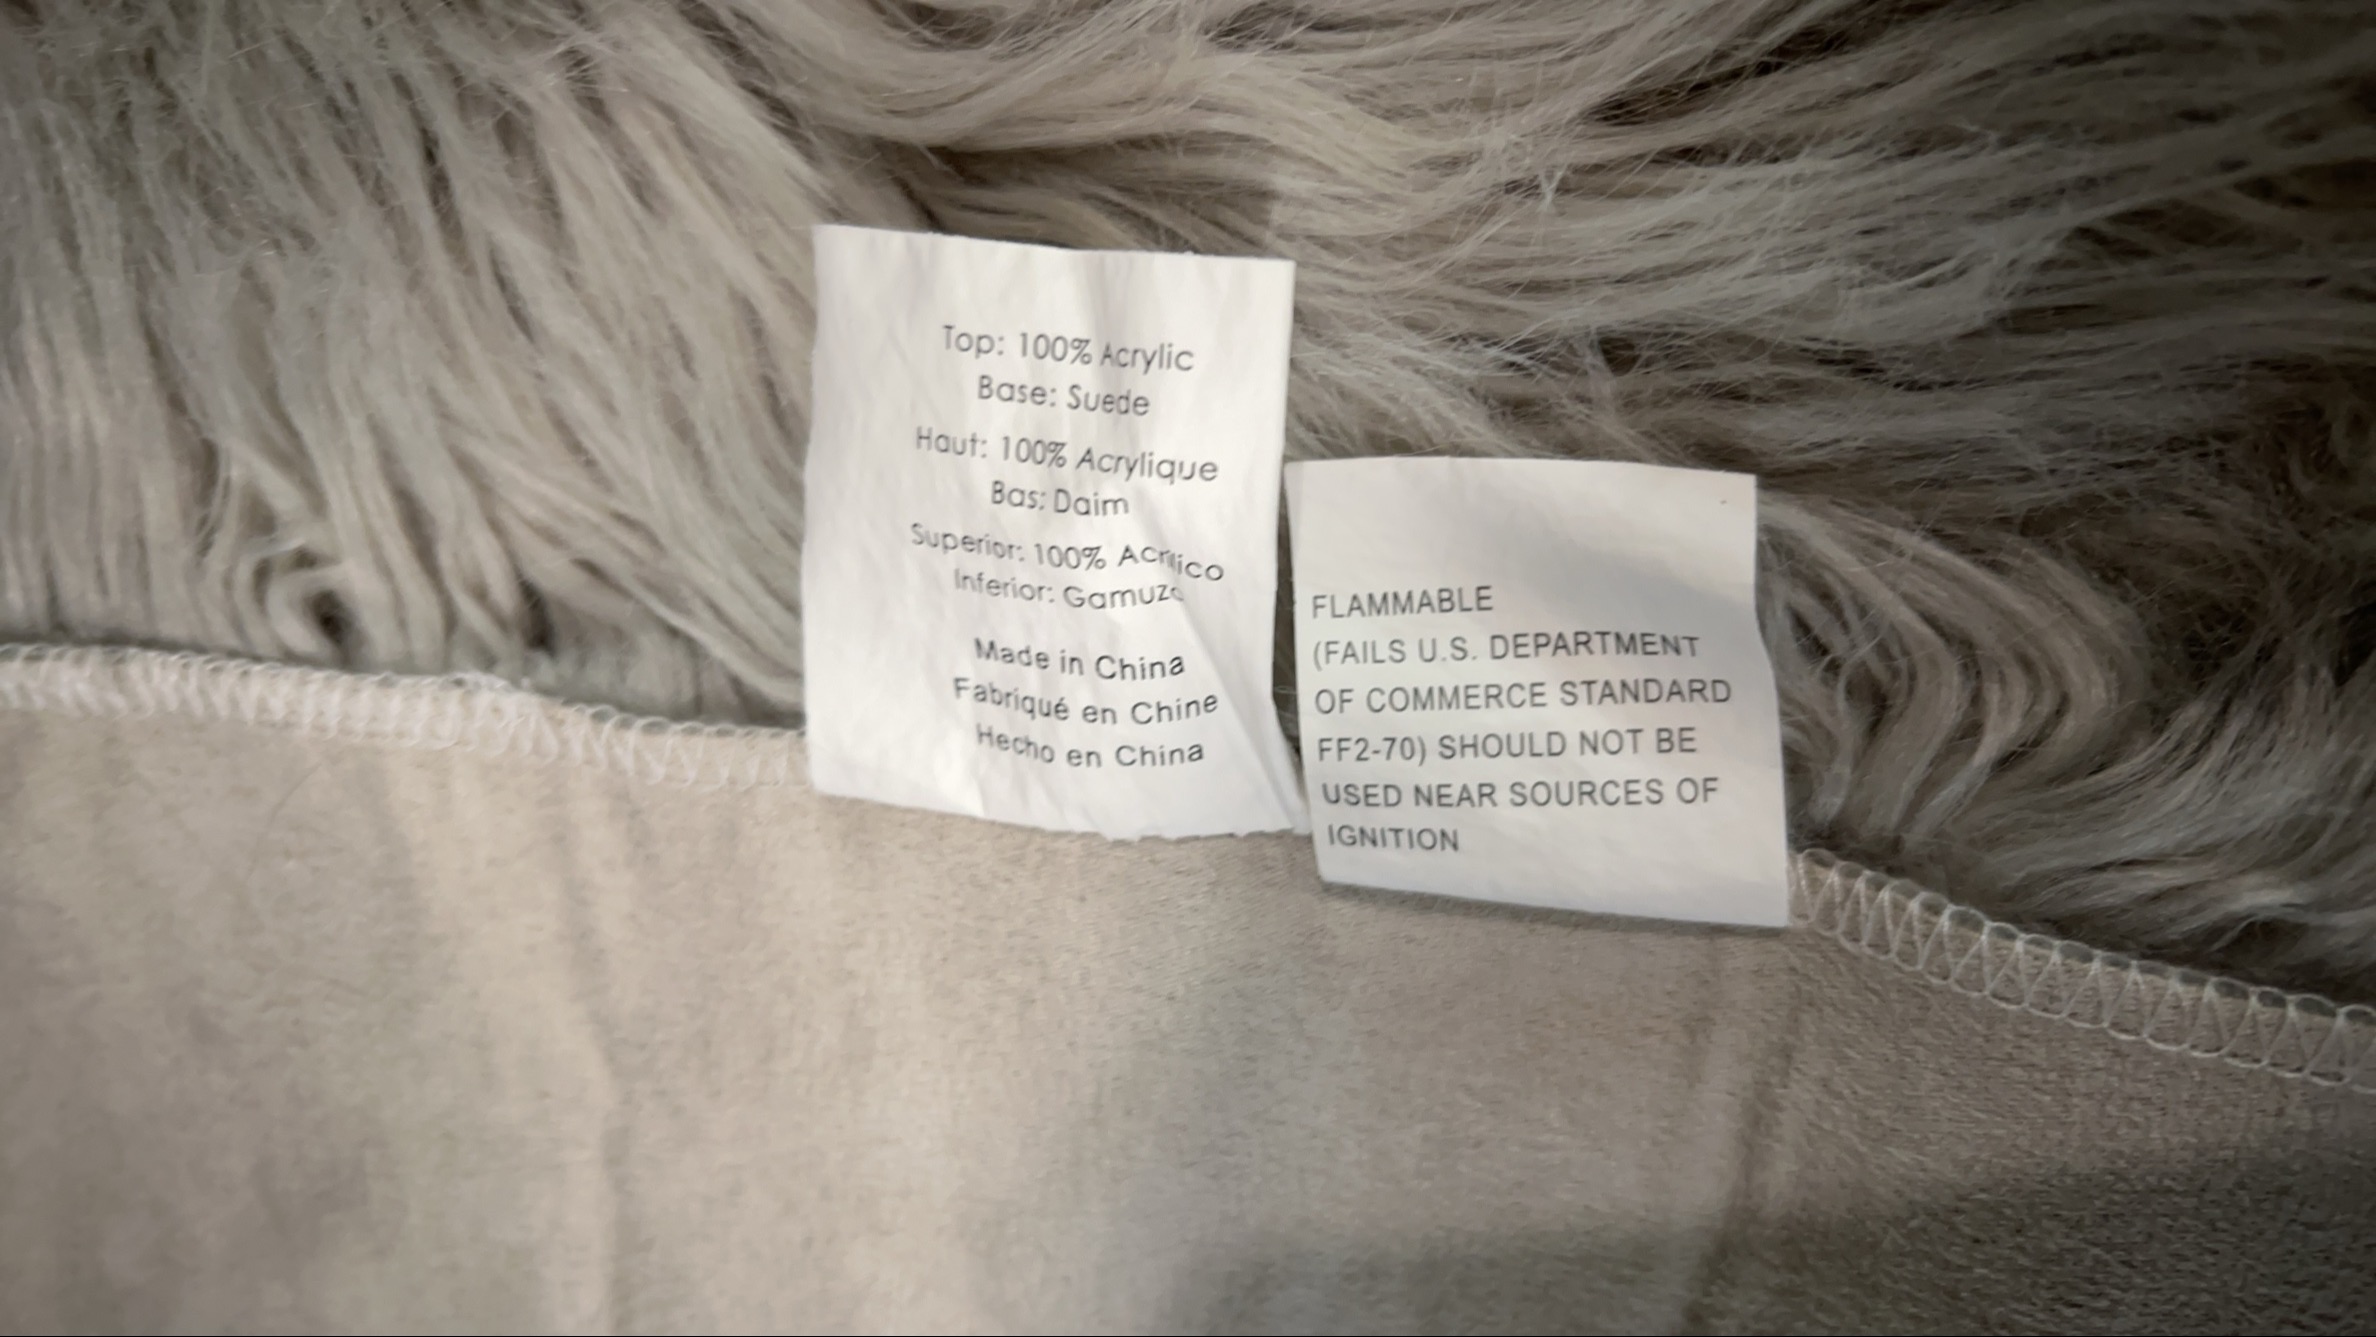 Top: 100% Acrylic
Base: Suede
Haut: 100% Acrylique
Bas: Daim
Superior: 100% Acrílico
Inferior: Gamuza
Made in China
Fabriqué en Chine
Hecho en China
FLAMMABLE
(FAILS U.S. DEPARTMENT
OF COMMERCE STANDARD
FF2-70) SHOULD NOT BE
USED NEAR SOURCES OF
IGNITION